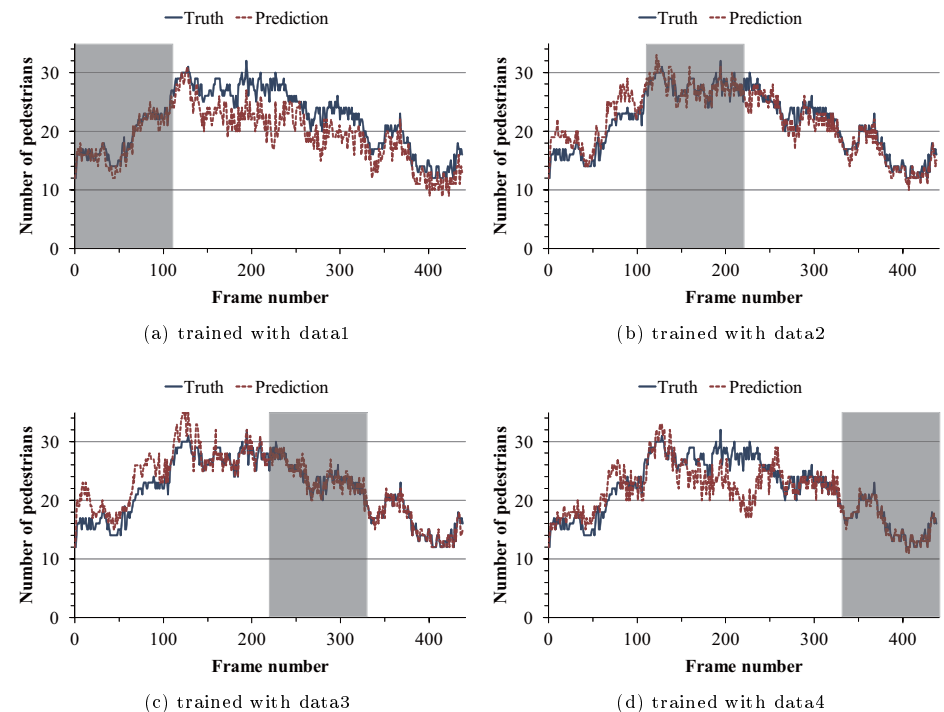 Truth Prediction
Number of pedestrians
30
20
10
0
0 100 200 300 400
Frame number
(a) trained with data1
Truth Prediction
Number of pedestrians
30
20
10
0
0 100 200 300 400
Frame number
(b) trained with data2
Truth Prediction
Number of pedestrians
30
20
10
0
0 100 200 300 400
Frame number
(c) trained with data3
Truth Prediction
Number of pedestrians
30
20
10
0
0 100 200 300 400
Frame number
(d) trained with data4